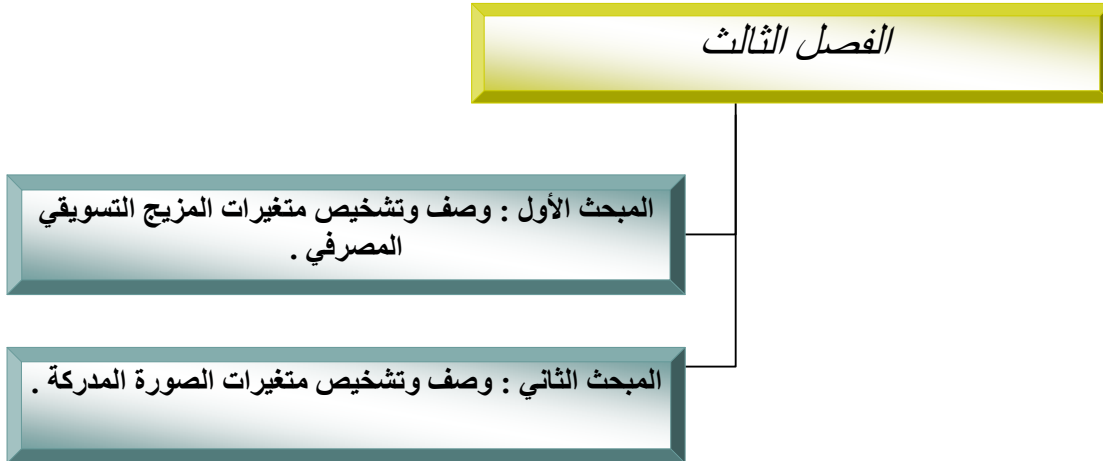 الفصل الثالث
المبحث الأول : وصف وتشخيص متغيرات المزيج التسويقي
المصرفي .
المبحث الثاني : وصف وتشخيص متغيرات الصورة المدركة .